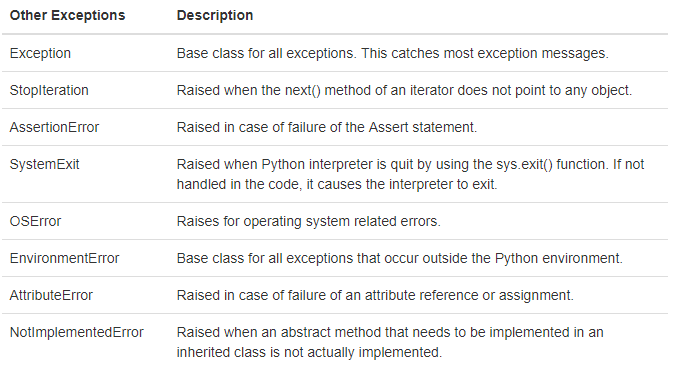 Other Exceptions Description
Exception Base class for all exceptions. This catches most exception messages.
StopIteration Raised when the next() method of an iterator does not point to any object.
AssertionError Raised in case of failure of the Assert statement.
SystemExit Raised when Python interpreter is quit by using the sys.exit() function. If not
handled in the code, it causes the interpreter to exit.
OSError Raises for operating system related errors.
EnvironmentError Base class for all exceptions that occur outside the Python environment.
AttributeError Raised in case of failure of an attribute reference or assignment.
NotImplementedError Raised when an abstract method that needs to be implemented in an
inherited class is not actually implemented.